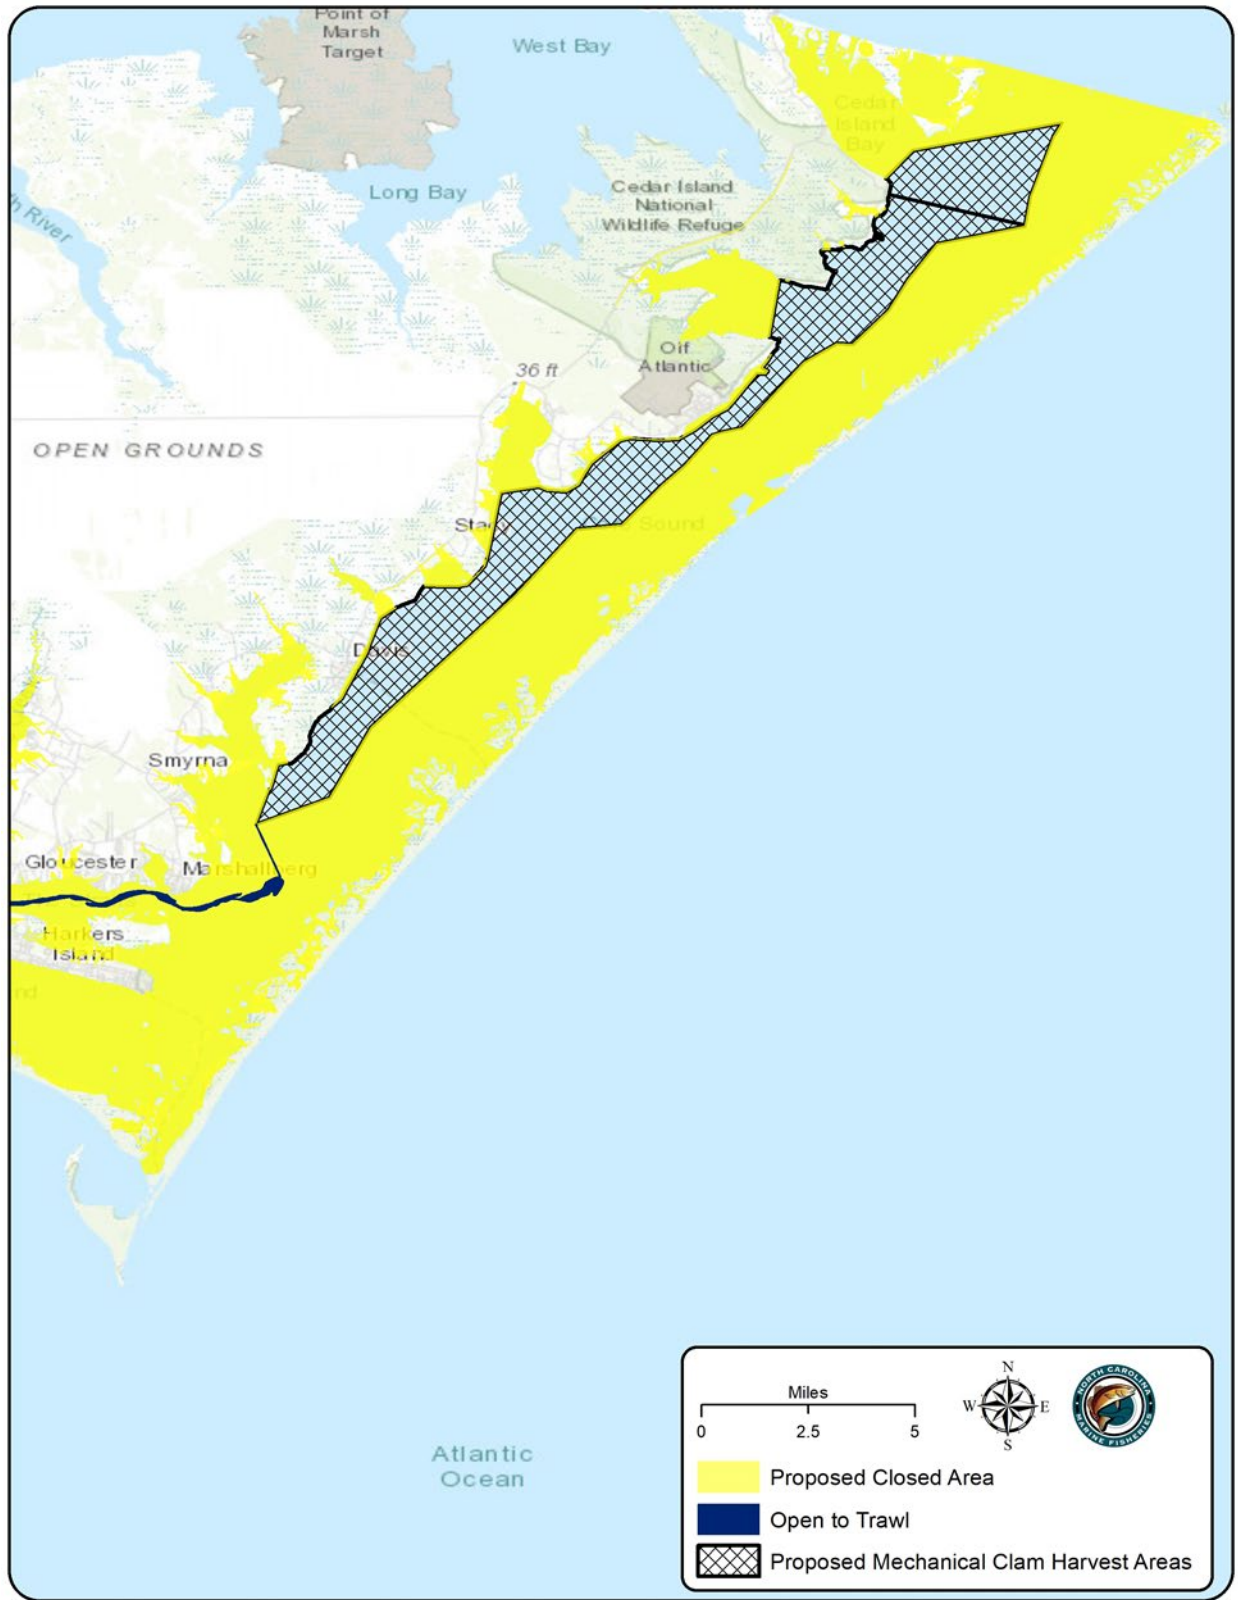 Point of
Marsh
Target
West Bay
Cedar
Island
Bay
Long Bay
Cedar Island
National
Wildlife Refuge
River
Oif
Atlantic
36 ft
OPEN GROUNDS
Sound
Davis
Smyrna
Gloucester
Marshallberg
Harkers
Island
Atlantic
Ocean
Miles
0 2.5 5
N
W E
S
NORTH CAROLINA
MARINE FISHERIES
Proposed Closed Area
Open to Trawl
Proposed Mechanical Clam Harvest Areas